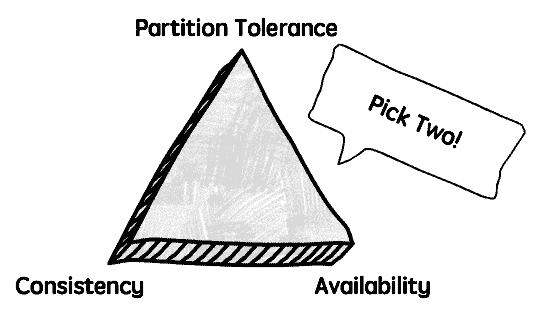 Partition Tolerance
Pick Two!
Consistency
Availability